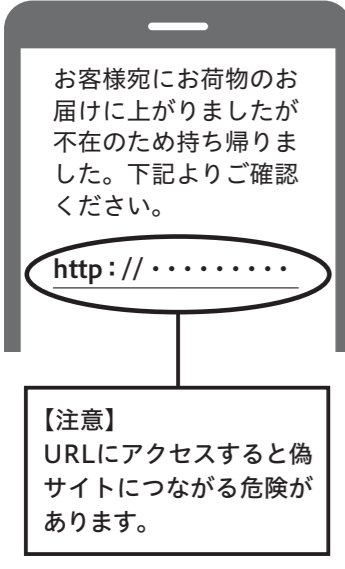 お客様宛にお荷物のお
届けに上がりましたが
不在のため持ち帰りま
した。下記よりご確認
ください。
http：//・・・・・・・・・
【注意】
URLにアクセスすると偽
サイトにつながる危険が
あります。